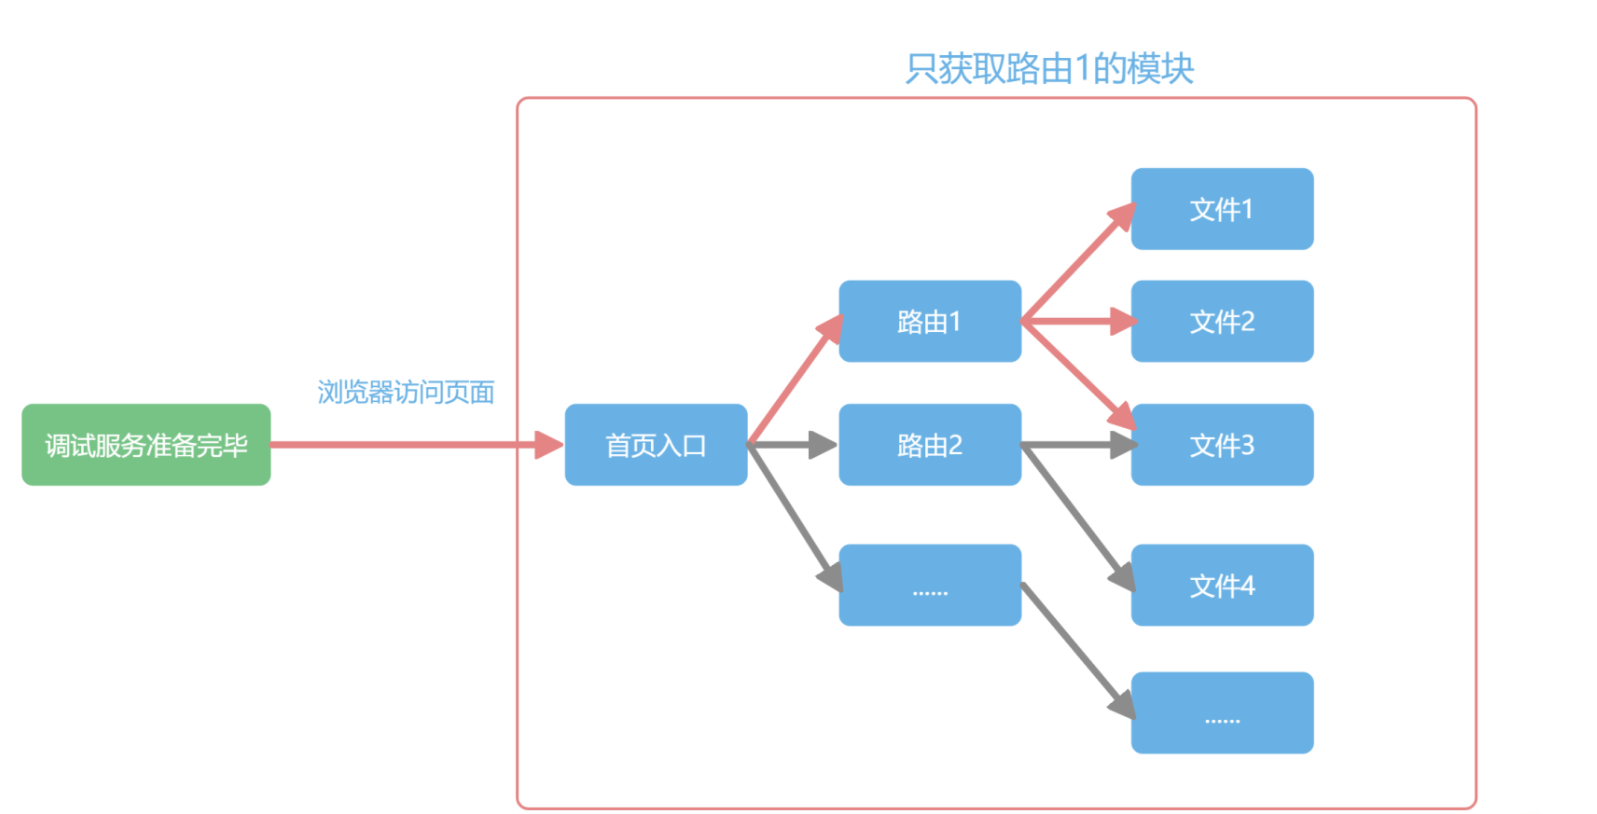 只获取路由1的模块
文件1
路由1
文件2
浏览器访问页面
调试服务准备完毕
首页入口
路由2
文件3
......
文件4
......